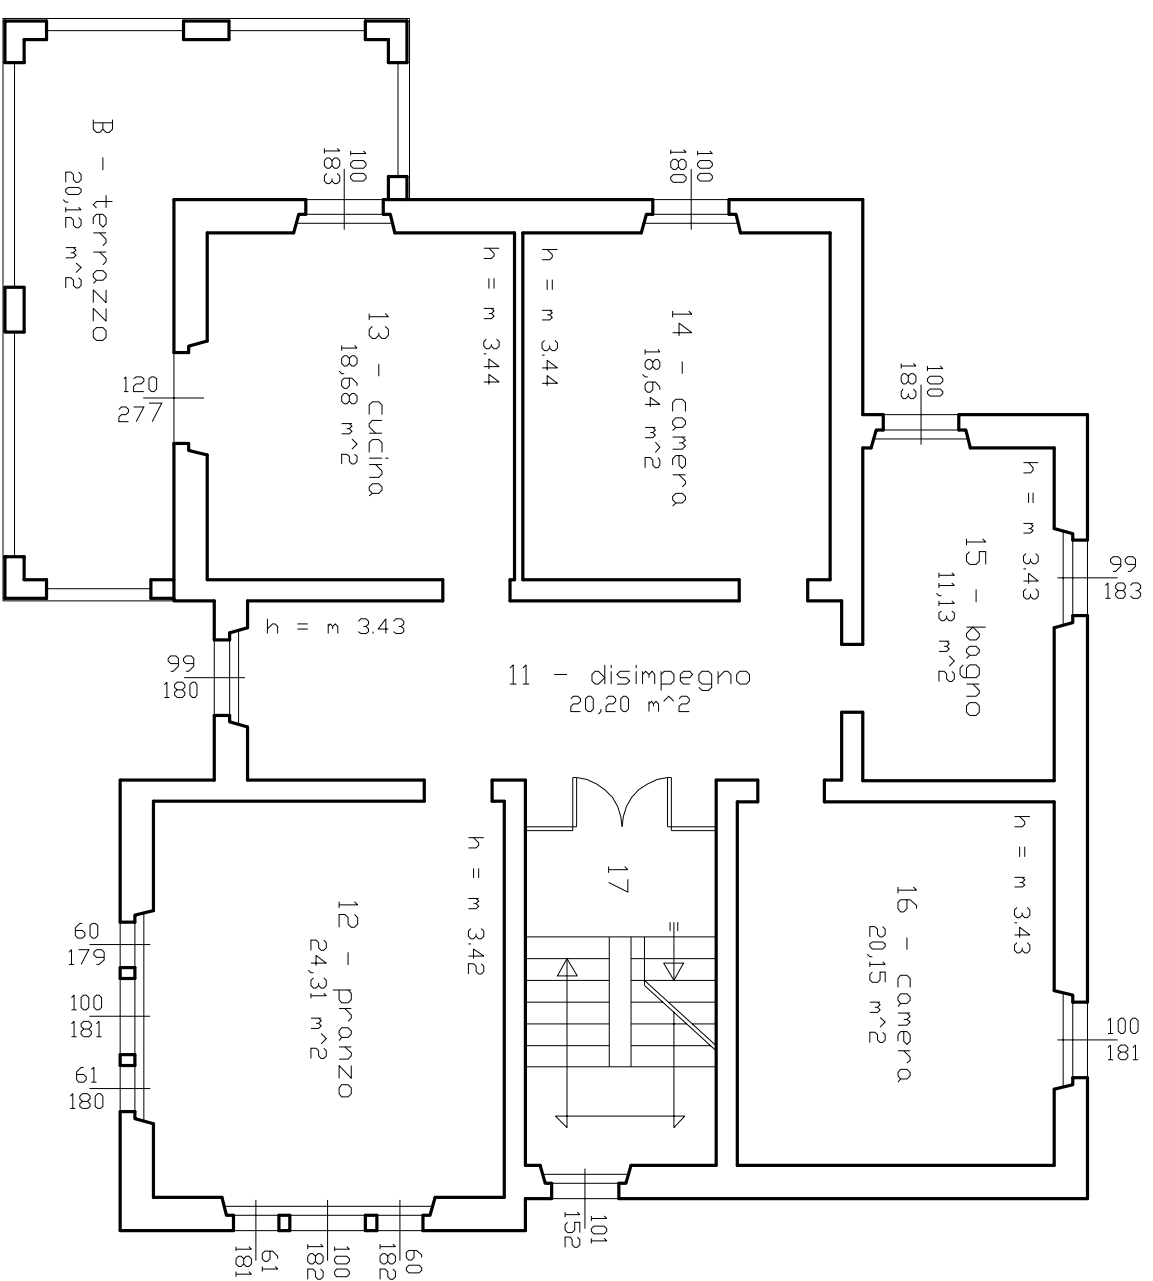 100
183
100
180
B - terrazzo
20,12 m^2
h = m 3.44
h = m 3.44
13 - cucina
18,68 m^2
14 - camera
18,64 m^2
120
277
100
183
h = m 3.43
15 - bagno
11,13 m^2
99
183
h = m 3.43
99
180
11 - disimpegno
20,20 m^2
h = m 3.42
17
h = m 3.43
12 - pranzo
24,31 m^2
16 - camera
20,15 m^2
60
179
100
181
61
180
100
181
61
181
100
182
60
182
101
152